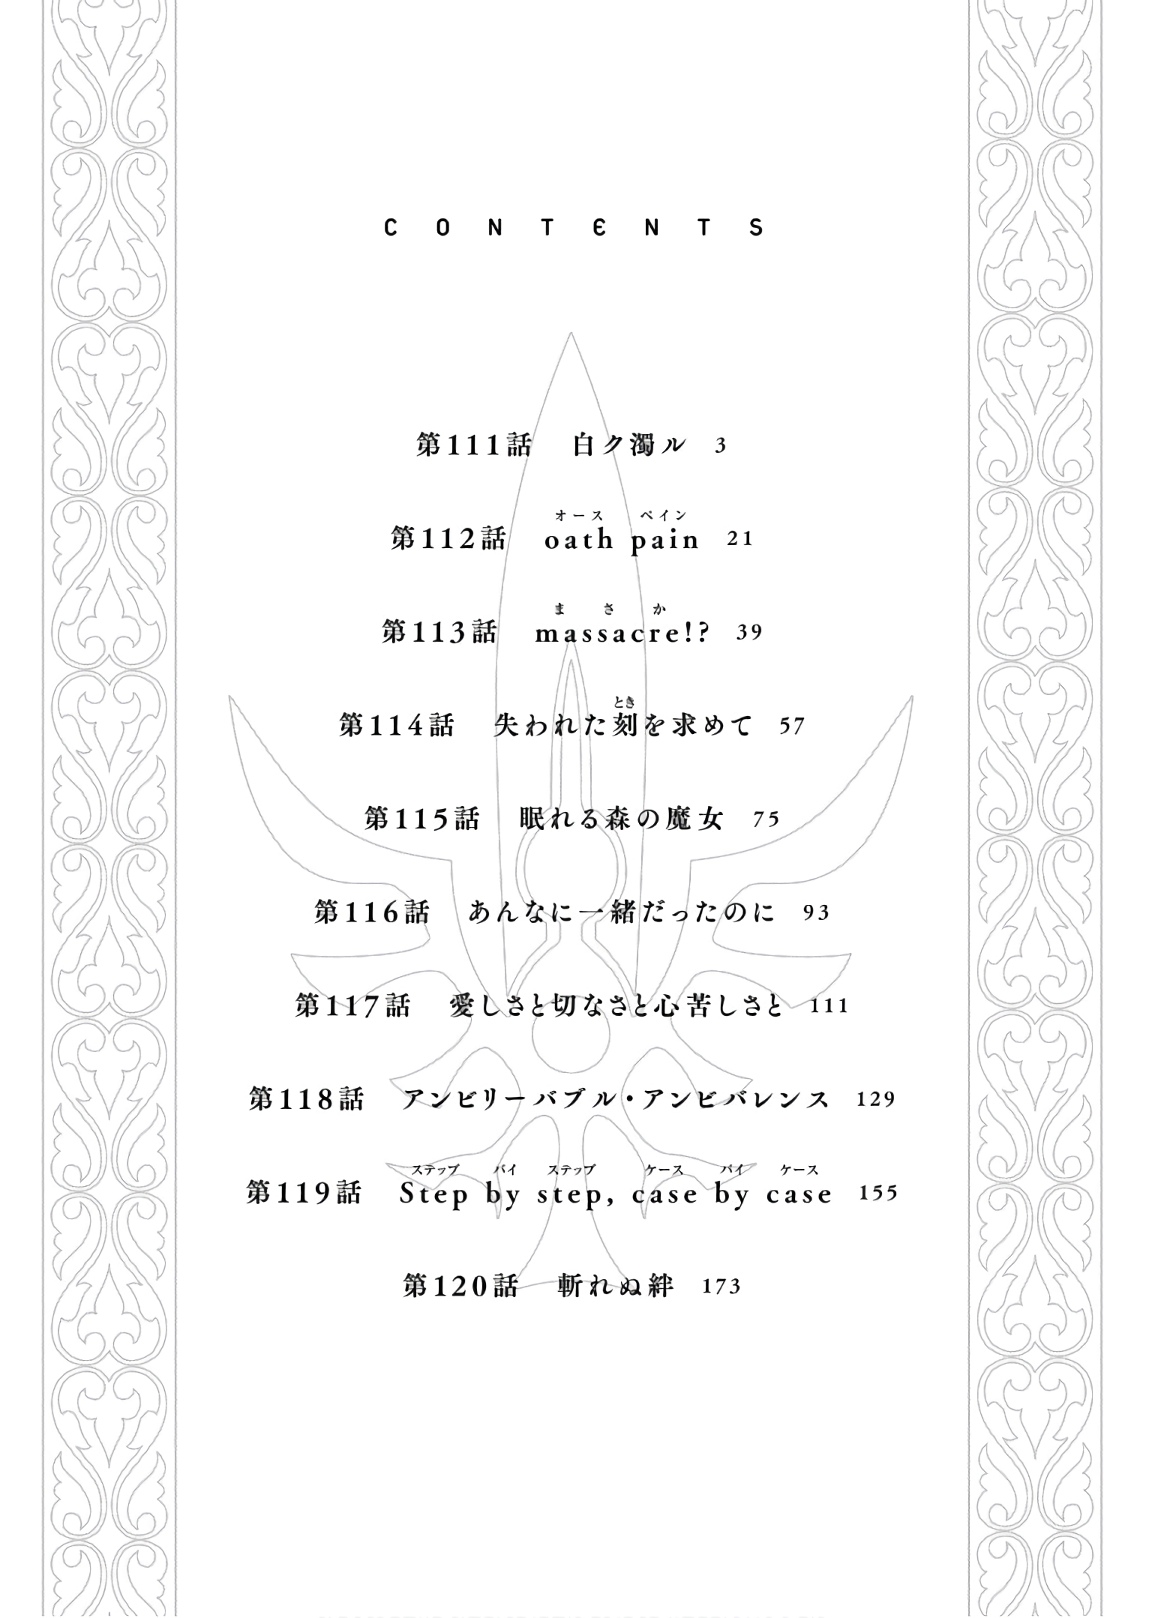 CONTENTS
第111話 白ク濁ル 3
オース ペイン
第112話 oath pain 21
まさか
第113話 massacre!? 39
とき
第114話 失われた刻を求めて 57
第115話 眠れる森の魔女 75
第116話 あんなに一緒だったのに 93
第117話 愛しさと切なさと心苦しさと 111
第118話 アンビリーバブル・アンビバレンス 129
ステップ バイ ステップ ケース バイ ケース
第119話 Step by step, case by case 155
第120話 斬れぬ絆 173